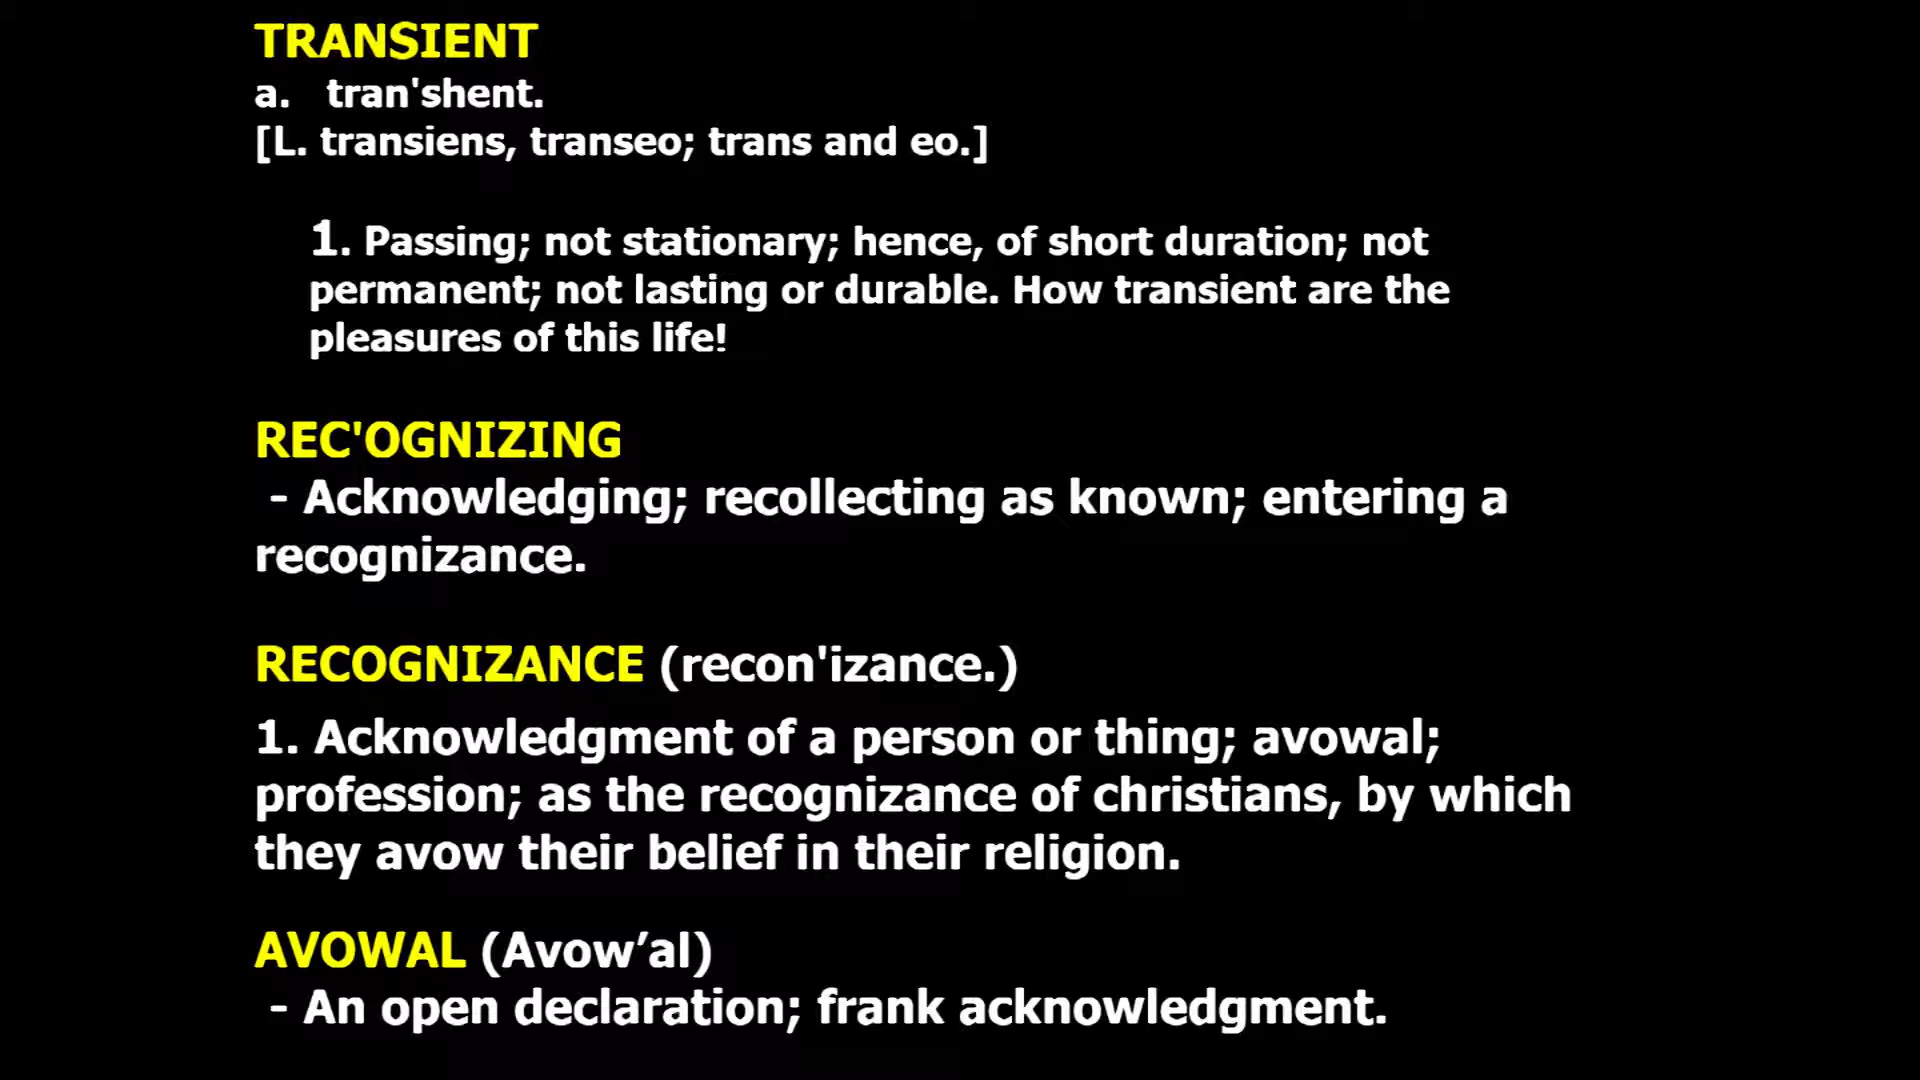 TRANSIENT
a. tran'shent.
[L. transiens, transeo; trans and eo.]
1. Passing; not stationary; hence, of short duration; not
permanent; not lasting or durable. How transient are the
pleasures of this life!
REC'OGNIZING
- Acknowledging; recollecting as known; entering a
recognizance.
RECOGNIZANCE (recon'izance.)
1. Acknowledgment of a person or thing; avowal;
profession; as the recognizance of christians, by which
they avow their belief in their religion.
AVOWAL (Avow’al)
- An open declaration; frank acknowledgment.